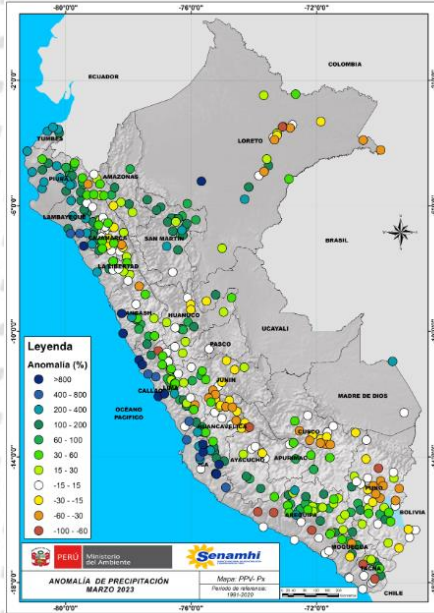 -80°0'0" -76°0'0" -72°0'0"
COLOMBIA
ECUADOR
-2°0'0"
LORETO
TUMBES
PIURA
AMAZONAS
LAMBAYEQUE
-6°0'0"
CAJAMARCA
SAN MARTIN
BRASIL
LA LIBERTAD
ANCASH
HUANUCO
UCAYALI
-10°0'0"
PASCO
Leyenda
Anomalía (%)
>800
400 - 800
200 - 400
100 - 200
60 - 100
30 - 60
15 - 30
-15 - 15
-30 - -15
-60 - -30
-100 - -60
JUNIN
LIMA
CALLAO
MADRE DE DIOS
OCÉANO
PACIFICO
HUANCAVELICA
CUSCO
-14°0'0"
ICA
AYACUCHO
APURIMAC
PUNO
BOLIVIA
AREQUIPA
MOQUEGUA
TACNA
CHILE
-18°0'0"
PERÚ
Ministerio
del Ambiente
Senamhi
ANOMALÍA DE PRECIPITACIÓN
MARZO 2023
Mapa: PPV- Px
Periodo de referencia:
1991-2020